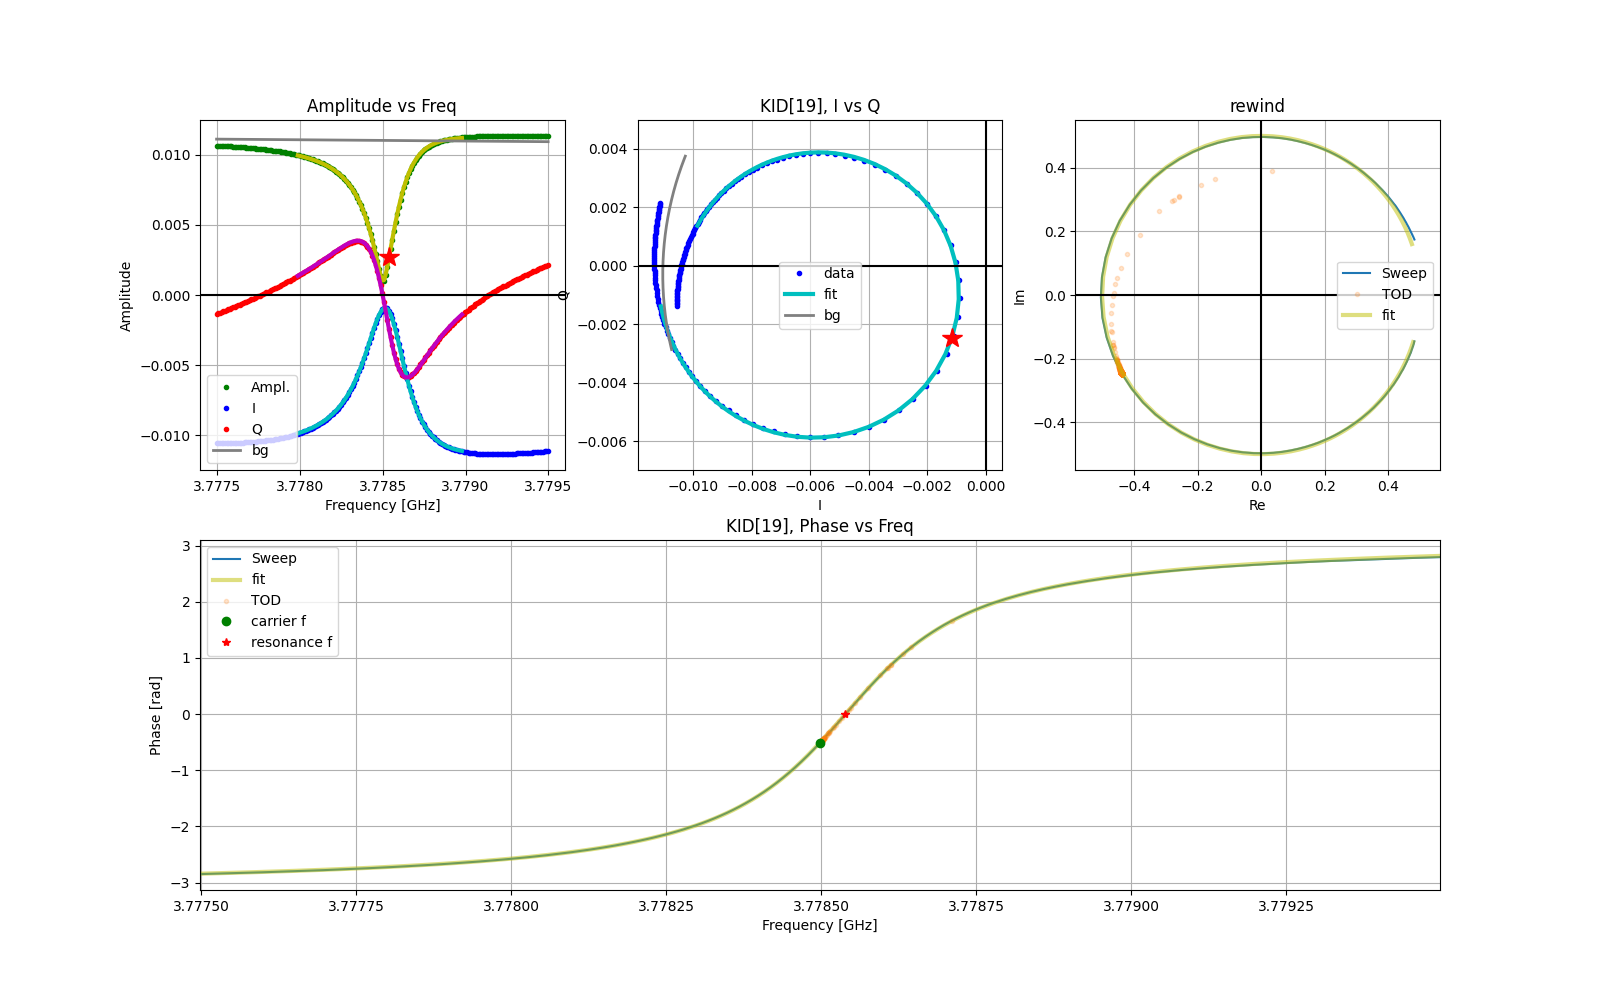 Amplitude vs Freq
Amplitude
0.010
0.005
0.000
−0.005
−0.010
Ampl.
I
Q
bg
3.7775 3.7780 3.7785 3.7790 3.7795
Frequency [GHz]
KID[19], I vs Q
Q
0.004
0.002
0.000
−0.002
−0.004
−0.006
data
fit
bg
−0.010 −0.008 −0.006 −0.004 −0.002 0.000
I
rewind
Im
0.4
0.2
0.0
−0.2
−0.4
Sweep
TOD
fit
−0.4 −0.2 0.0 0.2 0.4
Re
KID[19], Phase vs Freq
Phase [rad]
3
2
1
0
−1
−2
−3
Sweep
fit
TOD
carrier f
resonance f
3.77750 3.77775 3.77800 3.77825 3.77850 3.77875 3.77900 3.77925
Frequency [GHz]